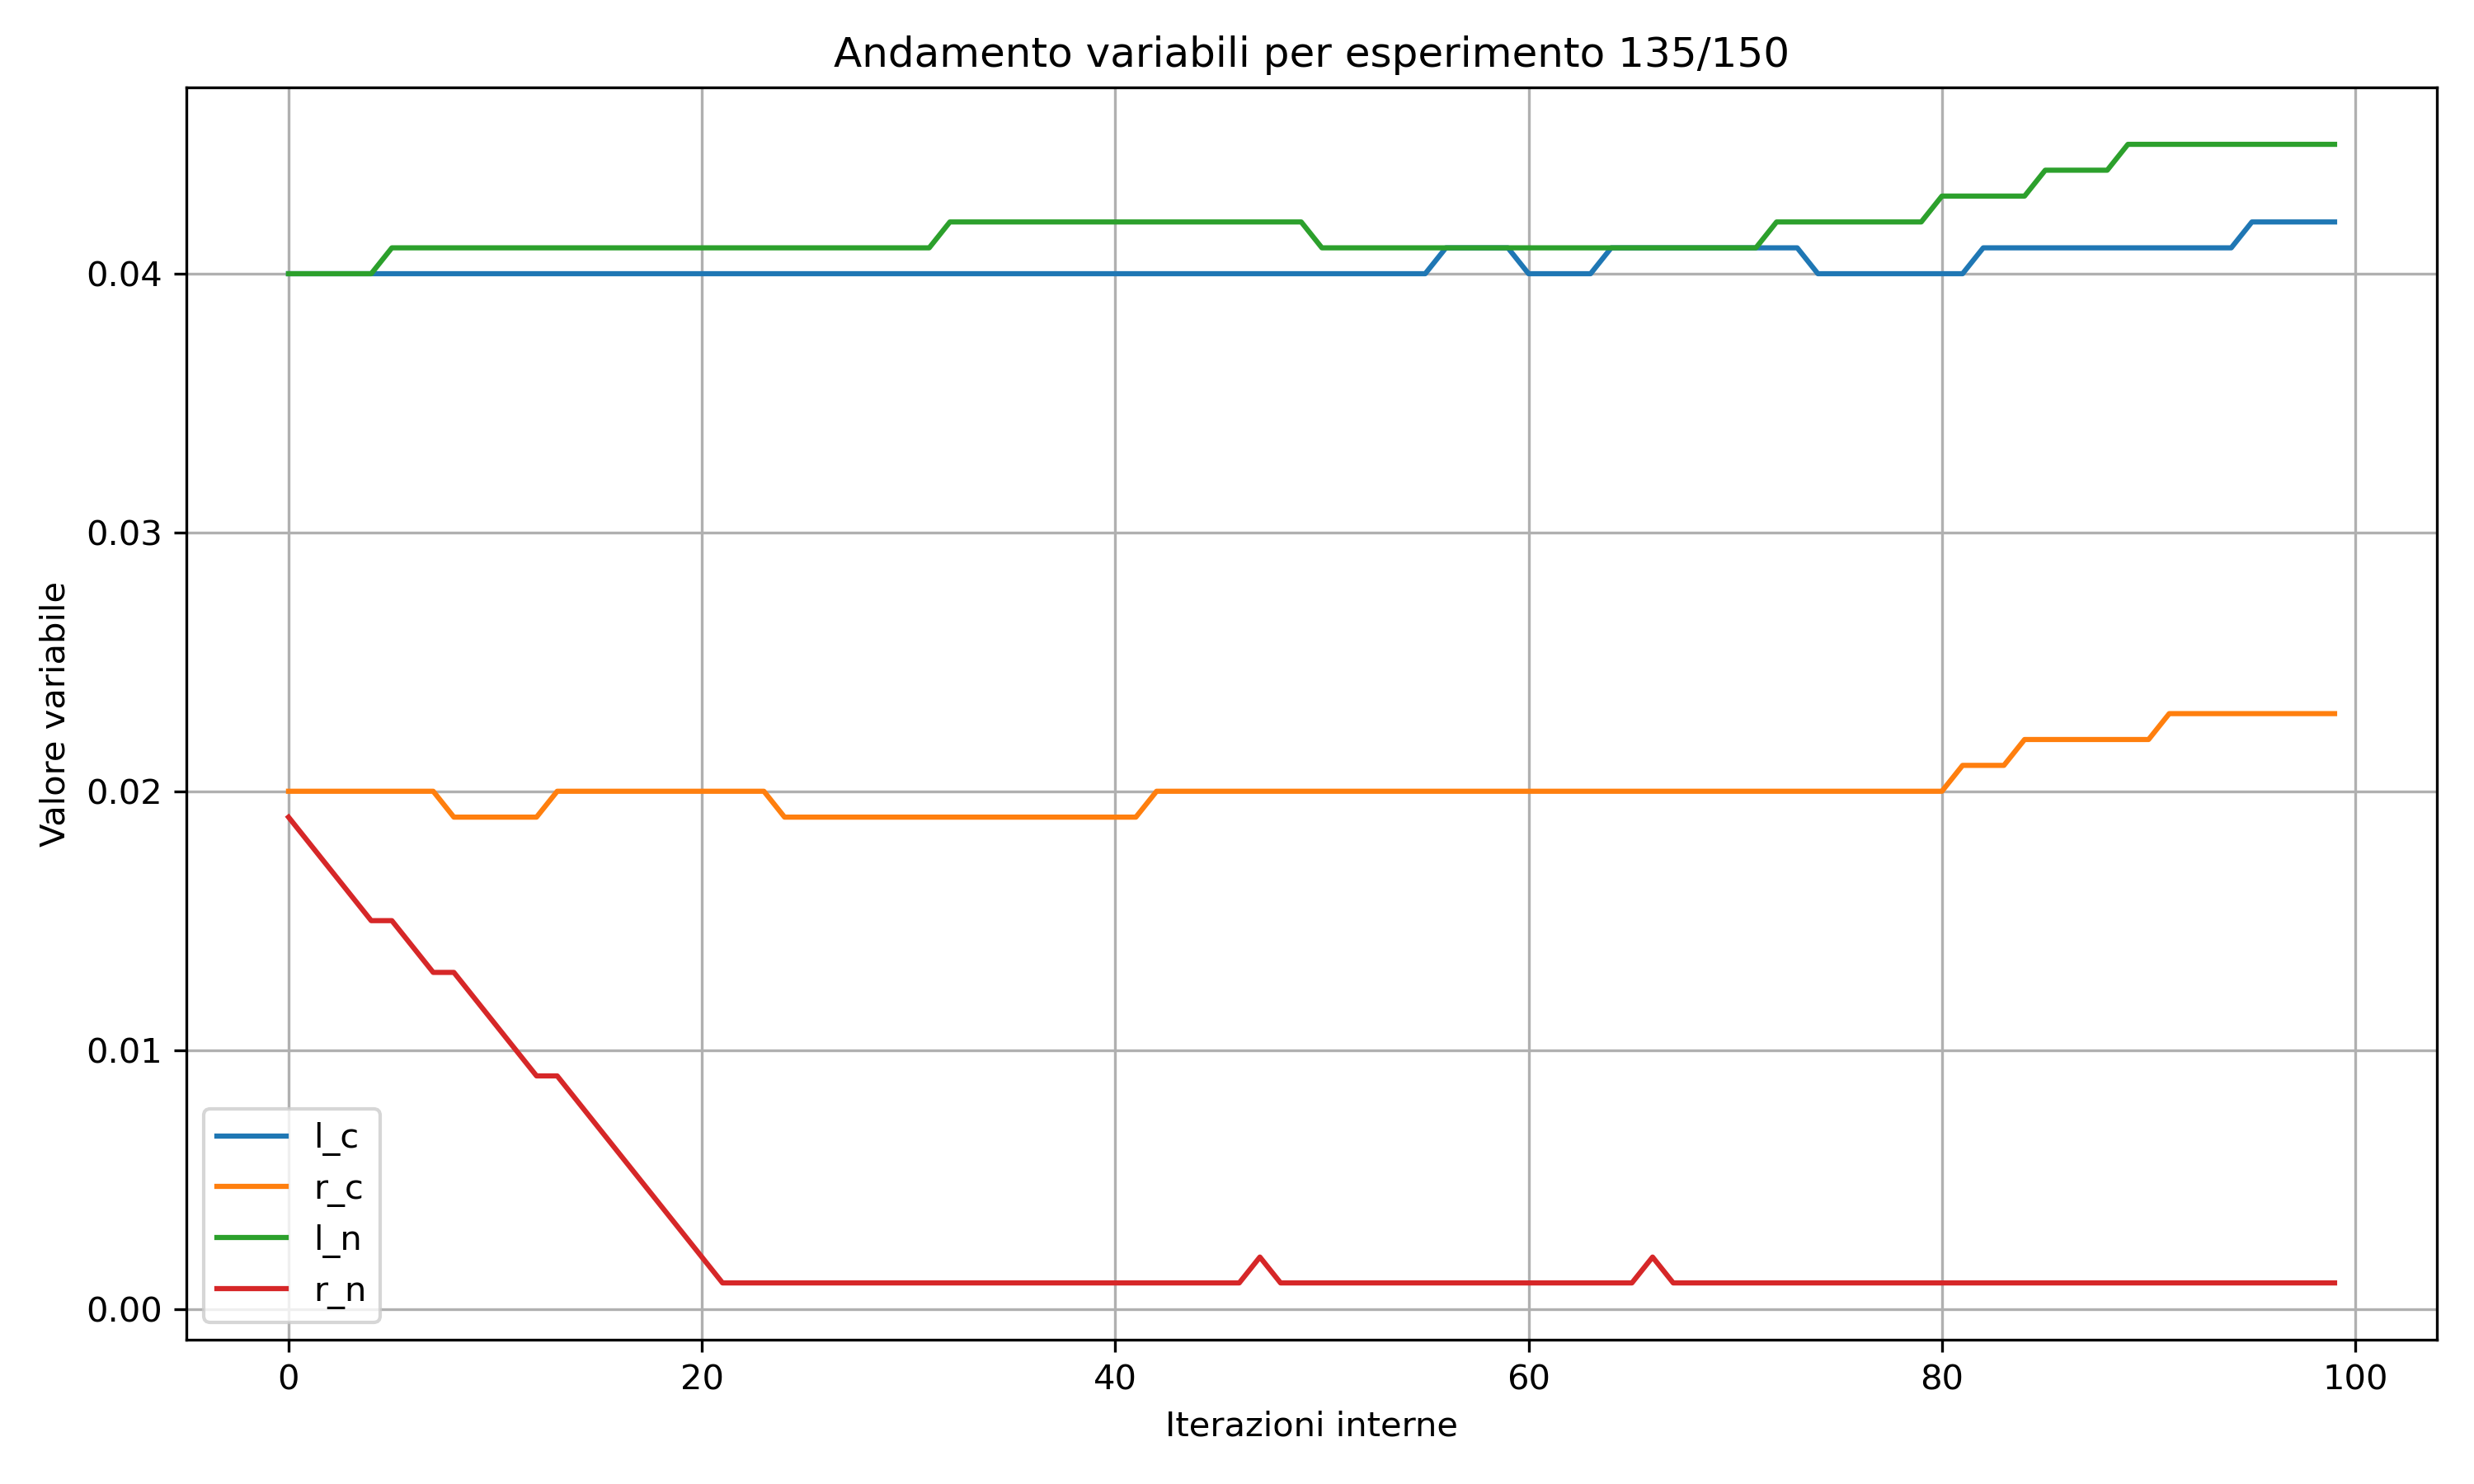 Andamento variabili per esperimento 135/150
Valore variabile
0.04
0.03
0.02
0.01
0.00
l_c
r_c
l_n
r_n
0 20 40 60 80 100
Iterazioni interne